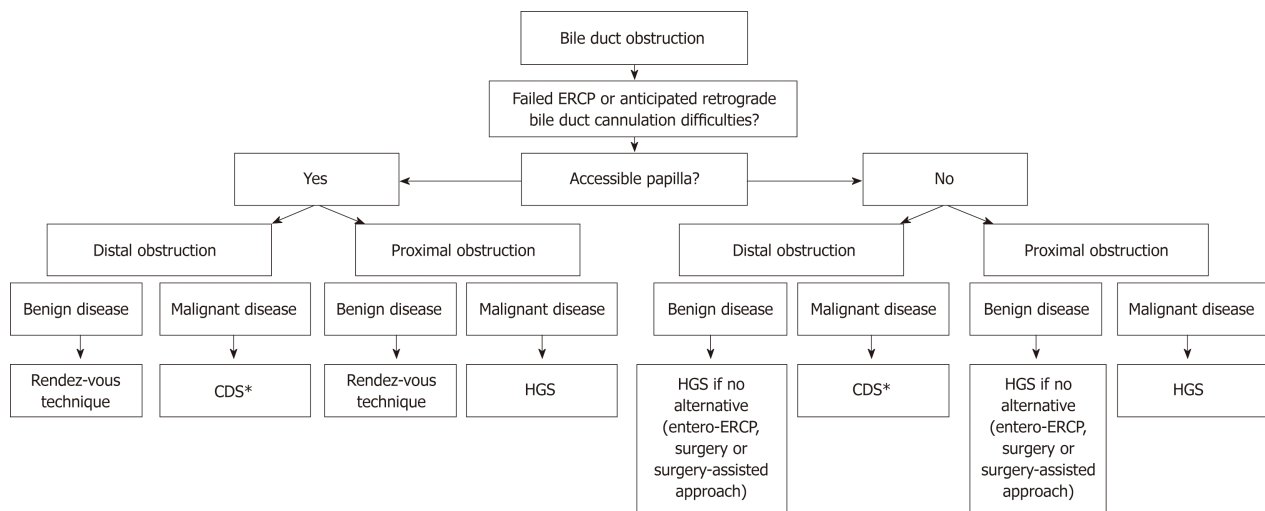 Bile duct obstruction
Failed ERCP or anticipated retrograde
bile duct cannulation difficulties?
Yes
Accessible papilla?
No
Distal obstruction
Proximal obstruction
Distal obstruction
Proximal obstruction
Benign disease
Malignant disease
Benign disease
Malignant disease
Benign disease
Malignant disease
Benign disease
Malignant disease
Rendez-vous
technique
CDS*
Rendez-vous
technique
HGS
HGS if no
alternative
(entero-ERCP,
surgery or
surgery-assisted
approach)
CDS*
HGS if no
alternative
(entero-ERCP,
surgery or
surgery-assisted
approach)
HGS